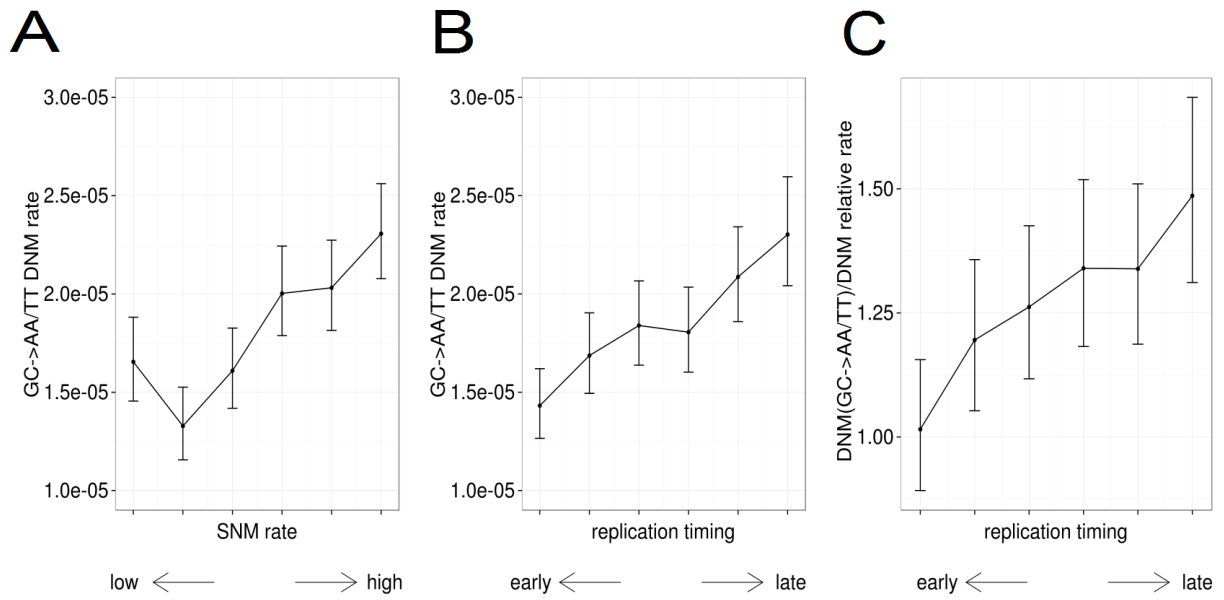 A
GC->AA/TT DNM rate
3.0e-05
2.5e-05
2.0e-05
1.5e-05
1.0e-05
SNM rate
low
high
B
GC->AA/TT DNM rate
3.0e-05
2.5e-05
2.0e-05
1.5e-05
1.0e-05
replication timing
early
late
C
DNM(GC->AA/TT)/DNM relative rate
1.50
1.25
1.00
replication timing
early
late